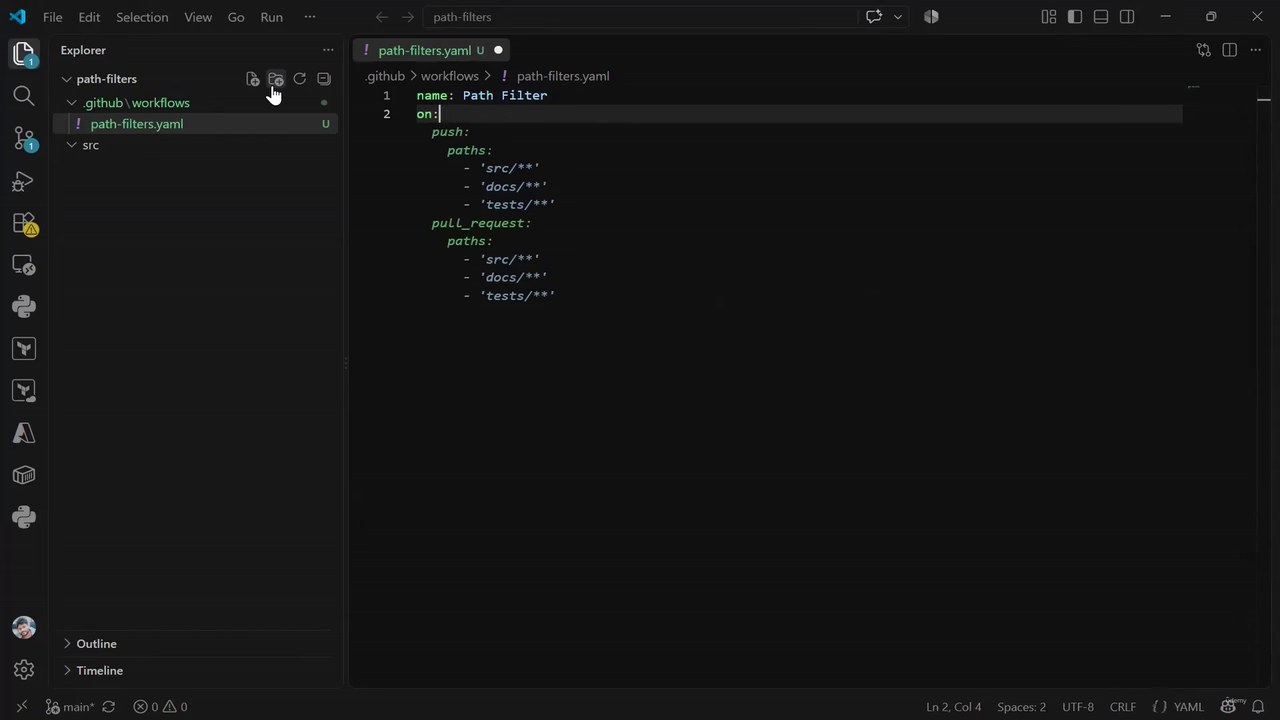 File Edit Selection View Go Run ···
path-filters
Explorer
path-filters
.github\workflows
path-filters.yaml U
src
Outline
Timeline
path-filters.yaml U
.github > workflows > ! path-filters.yaml
1 name: Path Filter
2 on:
push:
paths:
- 'src/**'
- 'docs/**'
- 'tests/**'
pull_request:
paths:
- 'src/**'
- 'docs/**'
- 'tests/**'
1
1
main* 0 0
Ln 2, Col 4 Spaces: 2 UTF-8 CRLF { } YAML